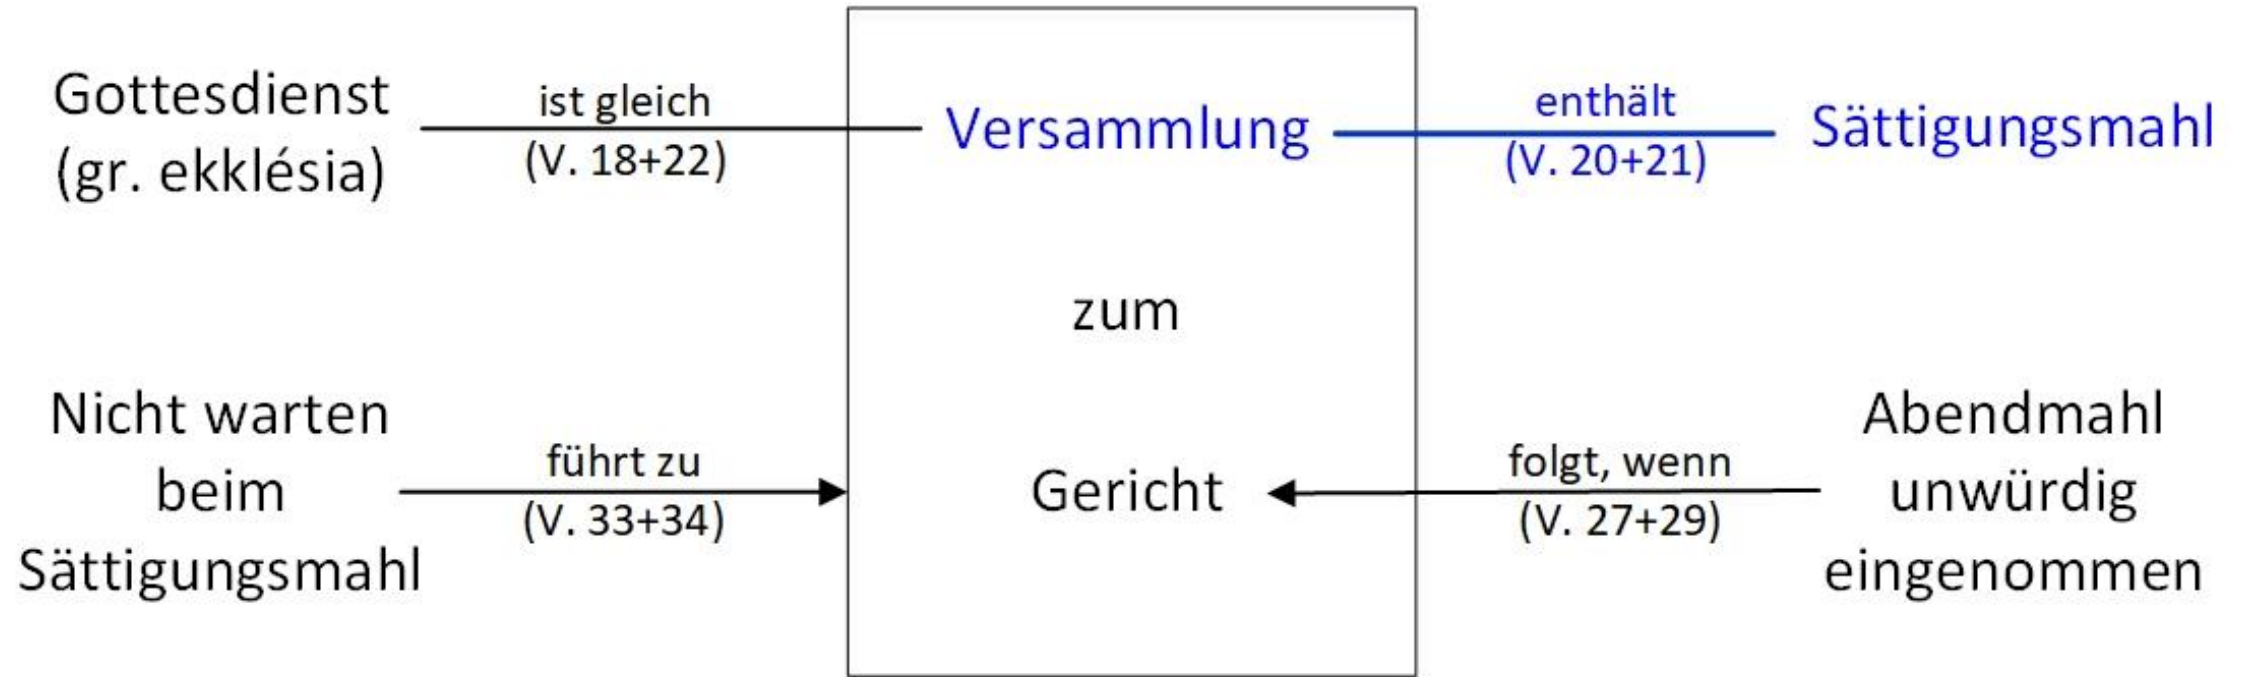 Gottesdienst
(gr. ekklésia)
ist gleich
(V. 18+22)
Versammlung
enthält
(V. 20+21)
Sättigungsmahl
zum
Nicht warten
beim
Sättigungsmahl
führt zu
(V. 33+34)
Gericht
folgt, wenn
(V. 27+29)
Abendmahl
unwürdig
eingenommen